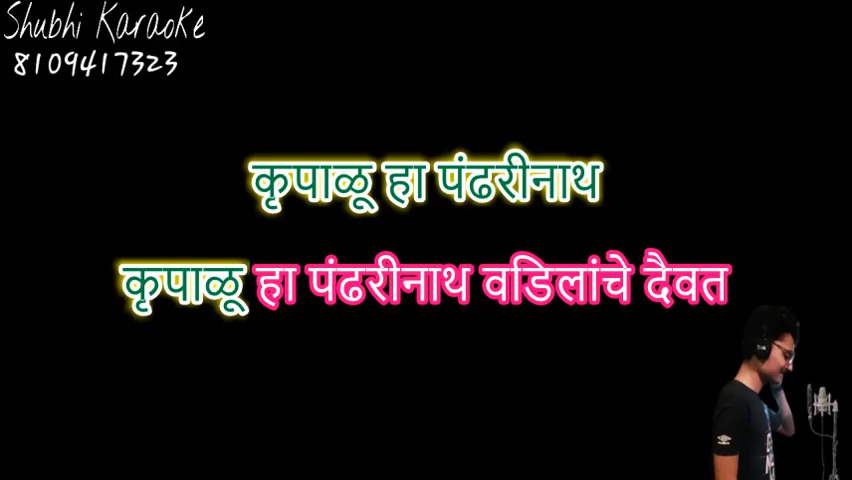 Shubhi Karaoke
8109417323
कृपाळू हा पंढरीनाथ
कृपाळू हा पंढरीनाथ वडिलांचे दैवत